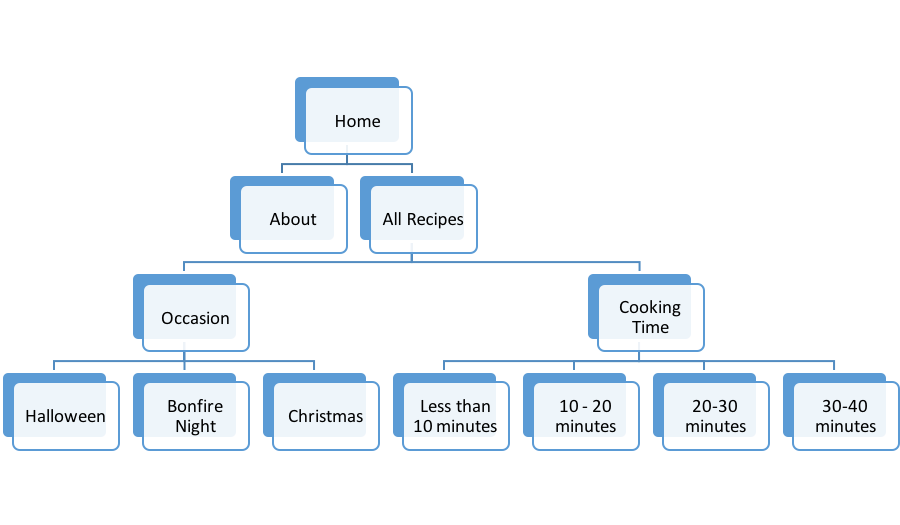 Home
About
All Recipes
Occasion
Cooking
Time
Halloween
Bonfire
Night
Christmas
Less than
10 minutes
10 - 20
minutes
20-30
minutes
30-40
minutes